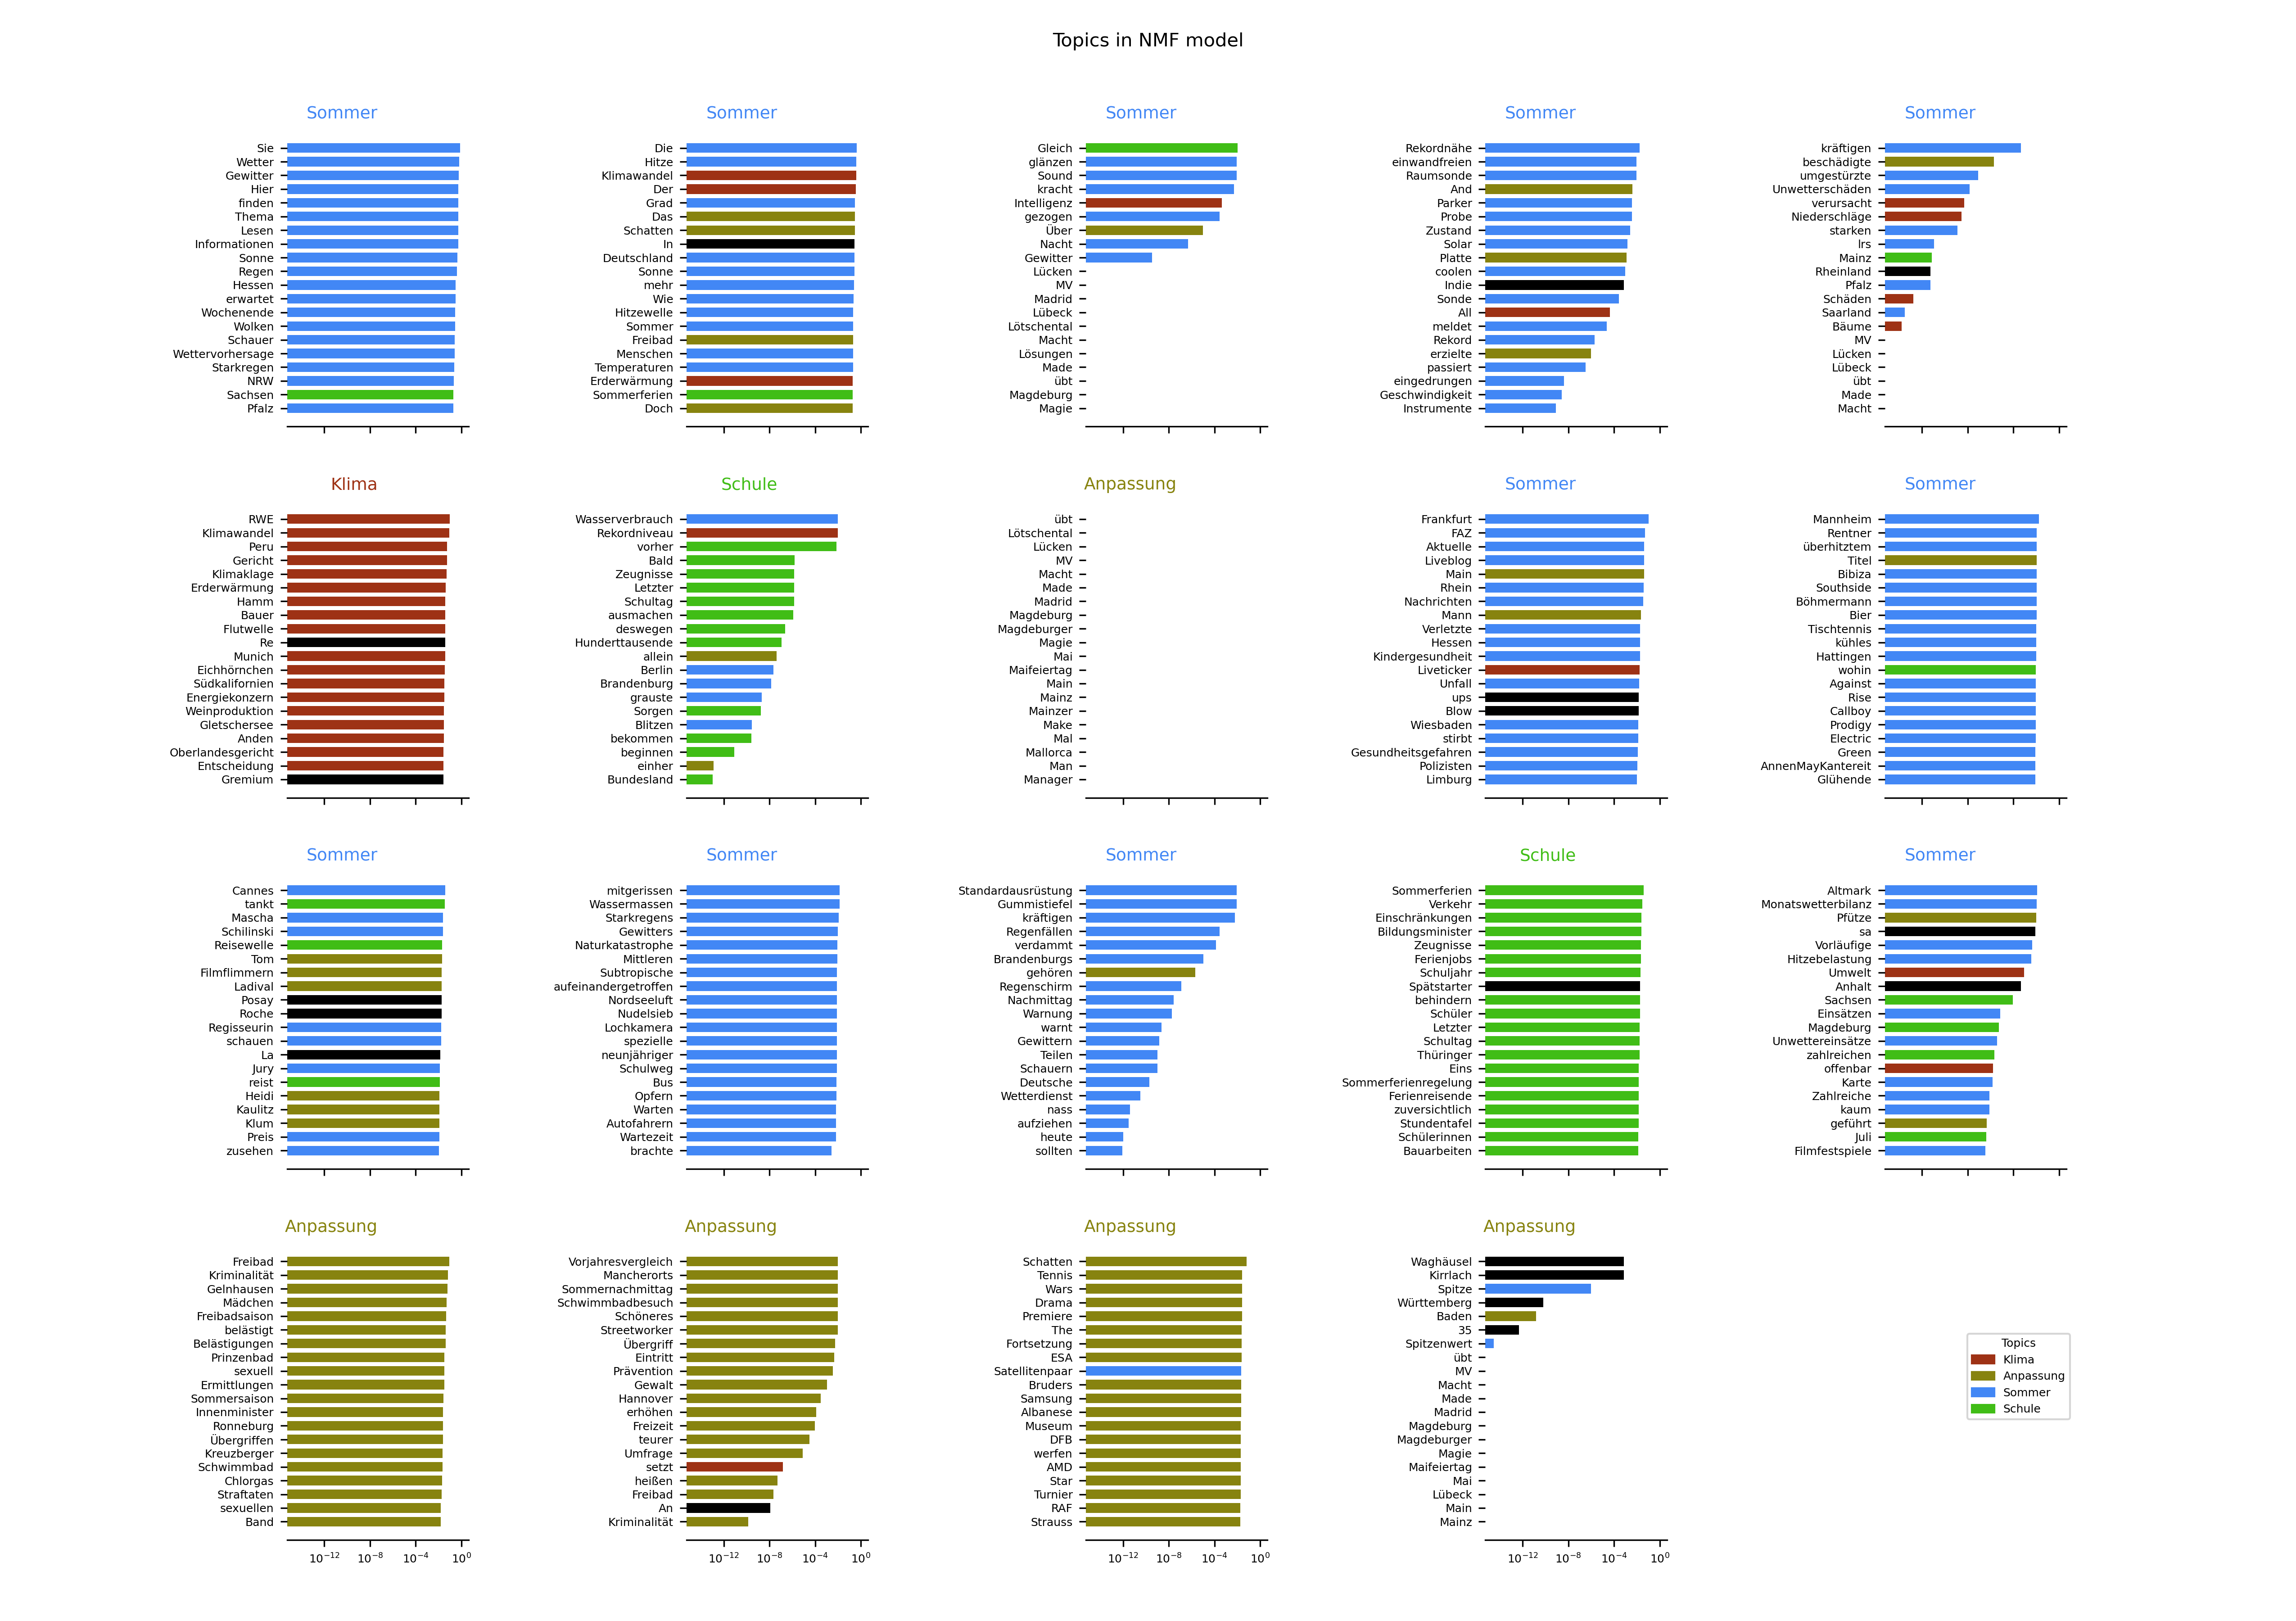 Topics in NMF model
Sommer
Sie
Wetter
Gewitter
Hier
finden
Thema
Lesen
Informationen
Sonne
Regen
Hessen
erwartet
Wochenende
Wolken
Schauer
Wettervorhersage
Starkregen
NRW
Sachsen
Pfalz
Sommer
Die
Hitze
Klimawandel
Der
Grad
Das
Schatten
In
Deutschland
Sonne
mehr
Wie
Hitzewelle
Sommer
Freibad
Menschen
Temperaturen
Erderwärmung
Sommerferien
Doch
Sommer
Gleich
glänzen
Sound
kracht
Intelligenz
gezogen
Über
Nacht
Gewitter
Lücken
MV
Madrid
Lübeck
Lötschental
Macht
Lösungen
Made
übt
Magdeburg
Magie
Sommer
Rekordnähe
einwandfreien
Raumsonde
And
Parker
Probe
Zustand
Solar
Platte
coolen
Indie
Sonde
All
meldet
Rekord
erzielte
passiert
eingedrungen
Geschwindigkeit
Instrumente
Sommer
kräftigen
beschädigte
umgestürzte
Unwetterschäden
verursacht
Niederschläge
starken
lrs
Mainz
Rheinland
Pfalz
Schäden
Saarland
Bäume
MV
Lücken
Lübeck
übt
Made
Macht
Klima
RWE
Klimawandel
Peru
Gericht
Klimaklage
Erderwärmung
Hamm
Bauer
Flutwelle
Re
Munich
Eichhörnchen
Südkalifornien
Energiekonzern
Weinproduktion
Gletschersee
Anden
Oberlandesgericht
Entscheidung
Gremium
Schule
Wasserverbrauch
Rekordniveau
vorher
Bald
Zeugnisse
Letzter
Schultag
ausmachen
deswegen
Hunderttausende
allein
Berlin
Brandenburg
grauste
Sorgen
Blitzen
bekommen
beginnen
einher
Bundesland
Anpassung
übt
Lötschental
Lücken
MV
Macht
Made
Madrid
Magdeburg
Magdeburger
Magie
Mai
Maifeiertag
Main
Mainz
Mainzer
Make
Mal
Mallorca
Man
Manager
Sommer
Frankfurt
FAZ
Aktuelle
Liveblog
Main
Rhein
Nachrichten
Mann
Verletzte
Hessen
Kindergesundheit
Liveticker
Unfall
ups
Blow
Wiesbaden
stirbt
Gesundheitsgefahren
Polizisten
Limburg
Sommer
Mannheim
Rentner
überhitztem
Titel
Bibiza
Southside
Böhmermann
Bier
Tischtennis
kühles
Hattingen
wohin
Against
Rise
Callboy
Prodigy
Electric
Green
AnnenMayKantereit
Glühende
Sommer
Cannes
tankt
Mascha
Schilinski
Reisewelle
Tom
Filmflimmern
Ladival
Posay
Roche
Regisseurin
schauen
La
Jury
reist
Heidi
Kaulitz
Klum
Preis
zusehen
Sommer
mitgerissen
Wassermassen
Starkregens
Gewitters
Naturkatastrophe
Mittleren
Subtropische
aufeinandergetroffen
Nordseeluft
Nudelsieb
Lochkamera
spezielle
neunjähriger
Schulweg
Bus
Opfern
Warten
Autofahrern
Wartezeit
brachte
Sommer
Standardausrüstung
Gummistiefel
kräftigen
Regenfällen
verdammt
Brandenburgs
gehören
Regenschirm
Nachmittag
Warnung
warnt
Gewittern
Teilen
Schauern
Deutsche
Wetterdienst
nass
aufziehen
heute
sollten
Schule
Sommerferien
Verkehr
Einschränkungen
Bildungsminister
Zeugnisse
Ferienjobs
Schuljahr
Spätstarter
behindern
Schüler
Letzter
Schultag
Thüringer
Eins
Sommerferienregelung
Ferienreisende
zuversichtlich
Stundentafel
Schülerinnen
Bauarbeiten
Sommer
Altmark
Monatswetterbilanz
Pfütze
sa
Vorläufige
Hitzebelastung
Umwelt
Anhalt
Sachsen
Einsätzen
Magdeburg
Unwettereinsätze
zahlreichen
offenbar
Karte
Zahlreiche
kaum
geführt
Juli
Filmfestspiele
Anpassung
Freibad
Kriminalität
Gelnhausen
Mädchen
Freibadsaison
belästigt
Belästigungen
Prinzenbad
sexuell
Ermittlungen
Sommersaison
Innenminister
Ronneburg
Übergriffen
Kreuzberger
Schwimmbad
Chlorgas
Straftaten
sexuellen
Band
10⁻¹² 10⁻⁸ 10⁻⁴ 10⁰
Anpassung
Vorjahresvergleich
Mancherorts
Sommernachmittag
Schwimmbadbesuch
Schöneres
Streetworker
Übergriff
Eintritt
Prävention
Gewalt
Hannover
erhöhen
Freizeit
teurer
Umfrage
setzt
heißen
Freibad
An
Kriminalität
10⁻¹² 10⁻⁸ 10⁻⁴ 10⁰
Anpassung
Schatten
Tennis
Wars
Drama
Premiere
The
Fortsetzung
ESA
Satellitenpaar
Bruders
Samsung
Albanese
Museum
DFB
werfen
AMD
Star
Turnier
RAF
Strauss
10⁻¹² 10⁻⁸ 10⁻⁴ 10⁰
Anpassung
Waghäusel
Kirrlach
Spitze
Württemberg
Baden
35
Spitzenwert
übt
MV
Macht
Made
Madrid
Magdeburg
Magdeburger
Magie
Maifeiertag
Mai
Lübeck
Main
Mainz
10⁻¹² 10⁻⁸ 10⁻⁴ 10⁰
Topics
Klima
Anpassung
Sommer
Schule